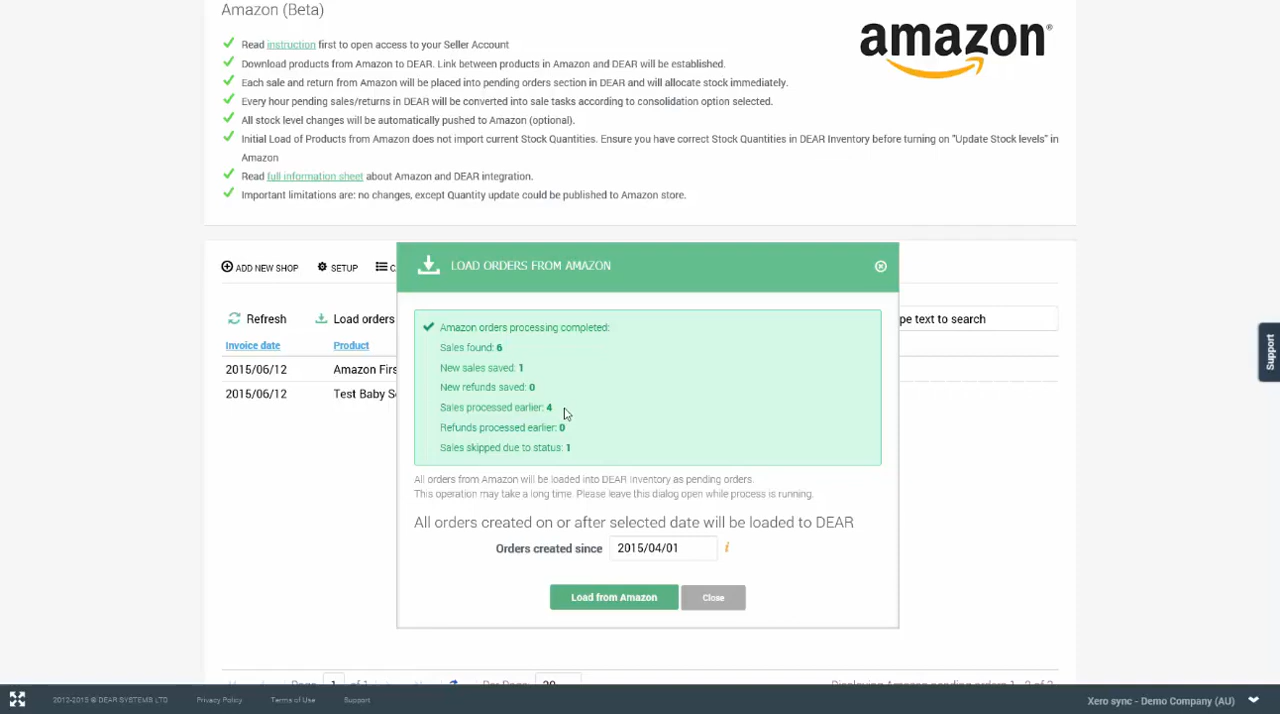 Amazon (Beta)
amazon®
Read instruction first to open access to your Seller Account
Download products from Amazon to DEAR. Link between products in Amazon and DEAR will be established.
Each sale and return from Amazon will be placed into pending orders section in DEAR and will allocate stock immediately.
Every hour pending sales/returns in DEAR will be converted into sale tasks according to consolidation option selected.
All stock level changes will be automatically pushed to Amazon (optional).
Initial Load of Products from Amazon does not import current Stock Quantities. Ensure you have correct Stock Quantities in DEAR Inventory before turning on "Update Stock levels" in
Amazon
Read full information sheet about Amazon and DEAR integration.
Important limitations are: no changes, except Quantity update could be published to Amazon store.
ADD NEW SHOP SETUP C
LOAD ORDERS FROM AMAZON
Refresh Load orders
pe text to search
Invoice date Product
2015/06/12 Amazon Firs
2015/06/12 Test Baby S
Amazon orders processing completed:
Sales found: 6
New sales saved: 1
New refunds saved: 0
Sales processed earlier: 4
Refunds processed earlier: 0
Sales skipped due to status: 1
All orders from Amazon will be loaded into DEAR Inventory as pending orders.
This operation may take a long time. Please leave this dialog open while process is running.
All orders created on or after selected date will be loaded to DEAR
Orders created since 2015/04/01 i
Load from Amazon Close
Support
2012-2015 © DEAR SYSTEMS LTD Privacy Policy Terms of Use Support
Xero sync - Demo Company (AU)